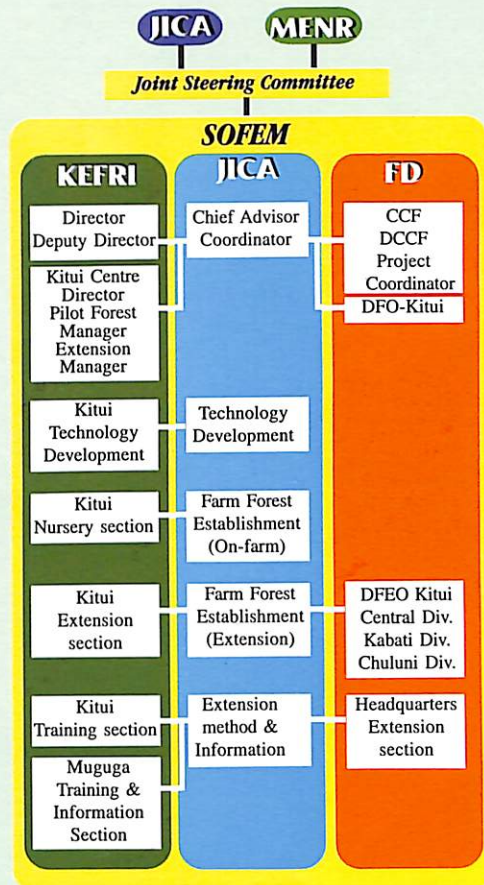 JICA
MENR
Joint Steering Committee
SOFEM
KEFRI
Director
Deputy Director
Kitui Centre
Director
Pilot Forest
Manager
Extension
Manager
Kitui
Technology
Development
Kitui
Nursery section
Kitui
Extension
section
Kitui
Training section
Muguga
Training &
Information
Section
JICA
Chief Advisor
Coordinator
Technology
Development
Farm Forest
Establishment
(On-farm)
Farm Forest
Establishment
(Extension)
Extension
method &
Information
FD
CCF
DCCF
Project
Coordinator
DFO-Kitui
DFEO Kitui
Central Div.
Kabati Div.
Chuluni Div.
Headquarters
Extension
section